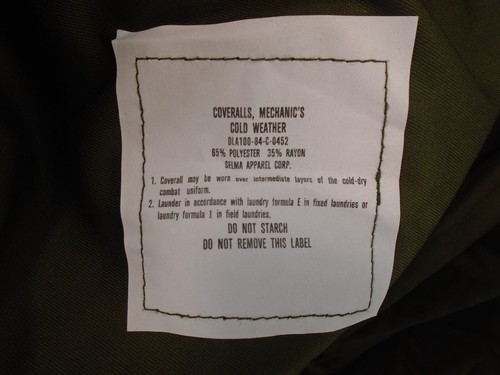 COVERALLS, MECHANIC'S
COLD WEATHER
DLA100-84-C-0452
65% POLYESTER 35% RAYON
SELMA APPAREL CORP.
1. Coverall may be worn over intermediate layers of the cold-dry
combat uniform.
2. Launder in accordance with laundry formula E in fixed laundries or
laundry formula 1 in field laundries.
DO NOT STARCH
DO NOT REMOVE THIS LABEL